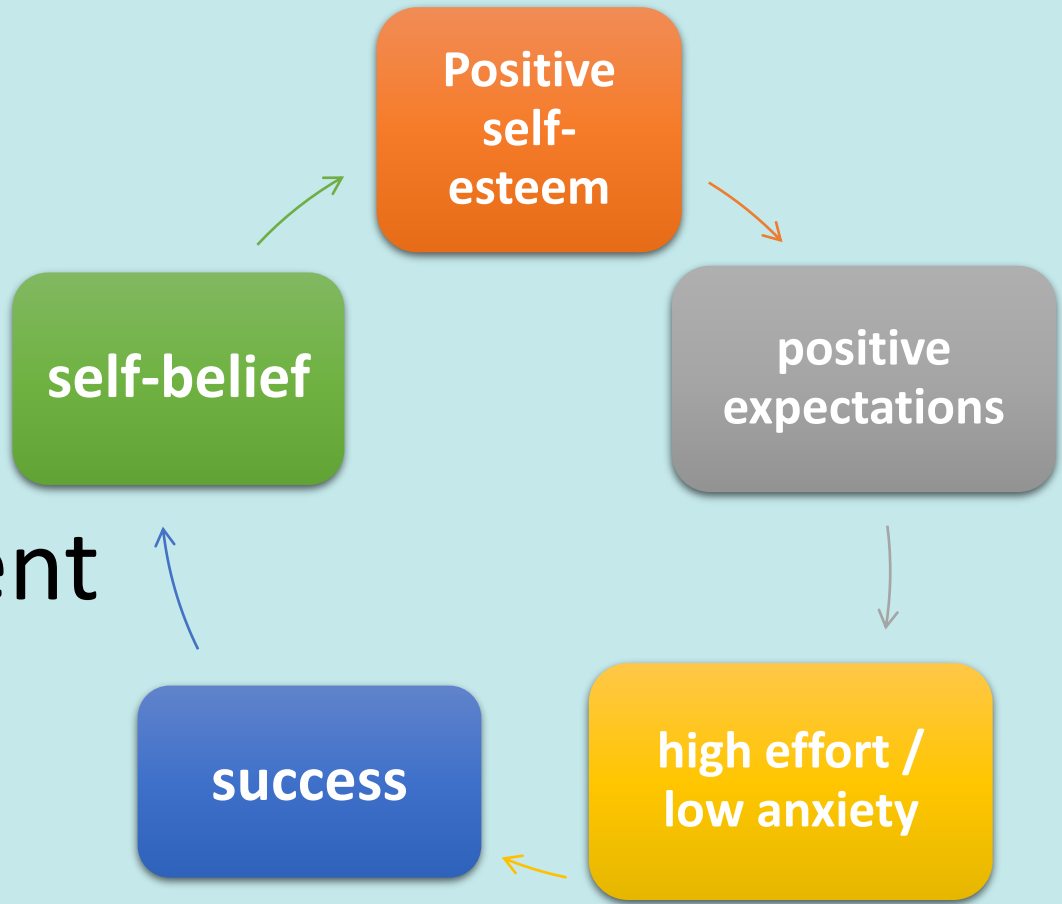 Positive
self-
esteem
positive
expectations
high effort /
low anxiety
success
self-belief
ent